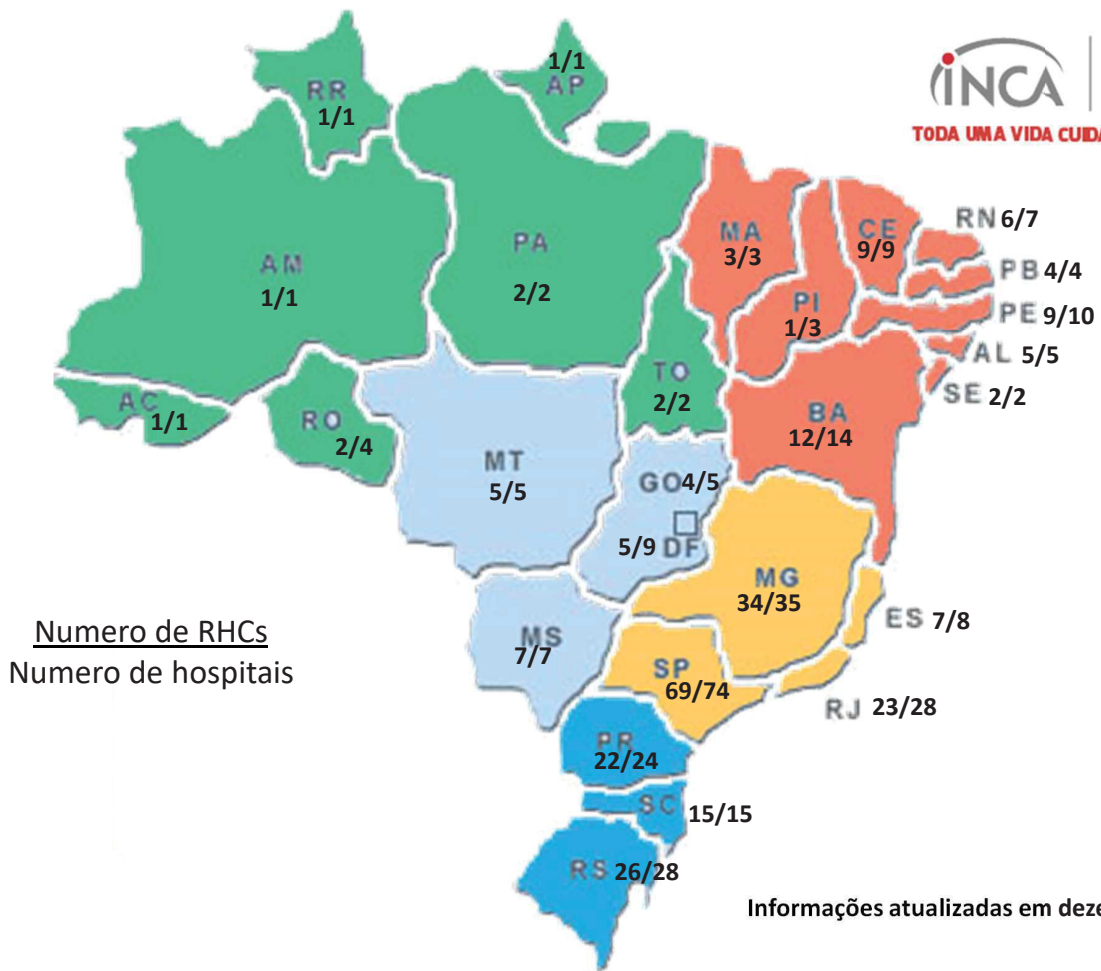 INCA
TODA UMA VIDA
RR
1/1
1/1
AP
AM
1/1
PA
2/2
AC
1/1
RO
2/4
TO
2/2
MA
3/3
PI
1/3
CE
9/9
RN 6/7
PB 4/4
PE 9/10
AL
5/5
SE 2/2
BA
12/14
MT
5/5
GO 4/5
5/9 DF
MS
7/7
MG
34/35
ES 7/8
SP
69/74
RJ 23/28
PR
22/24
SC 15/15
RS 26/28
Numero de RHCs
Numero de hospitais
Informações atualizadas em